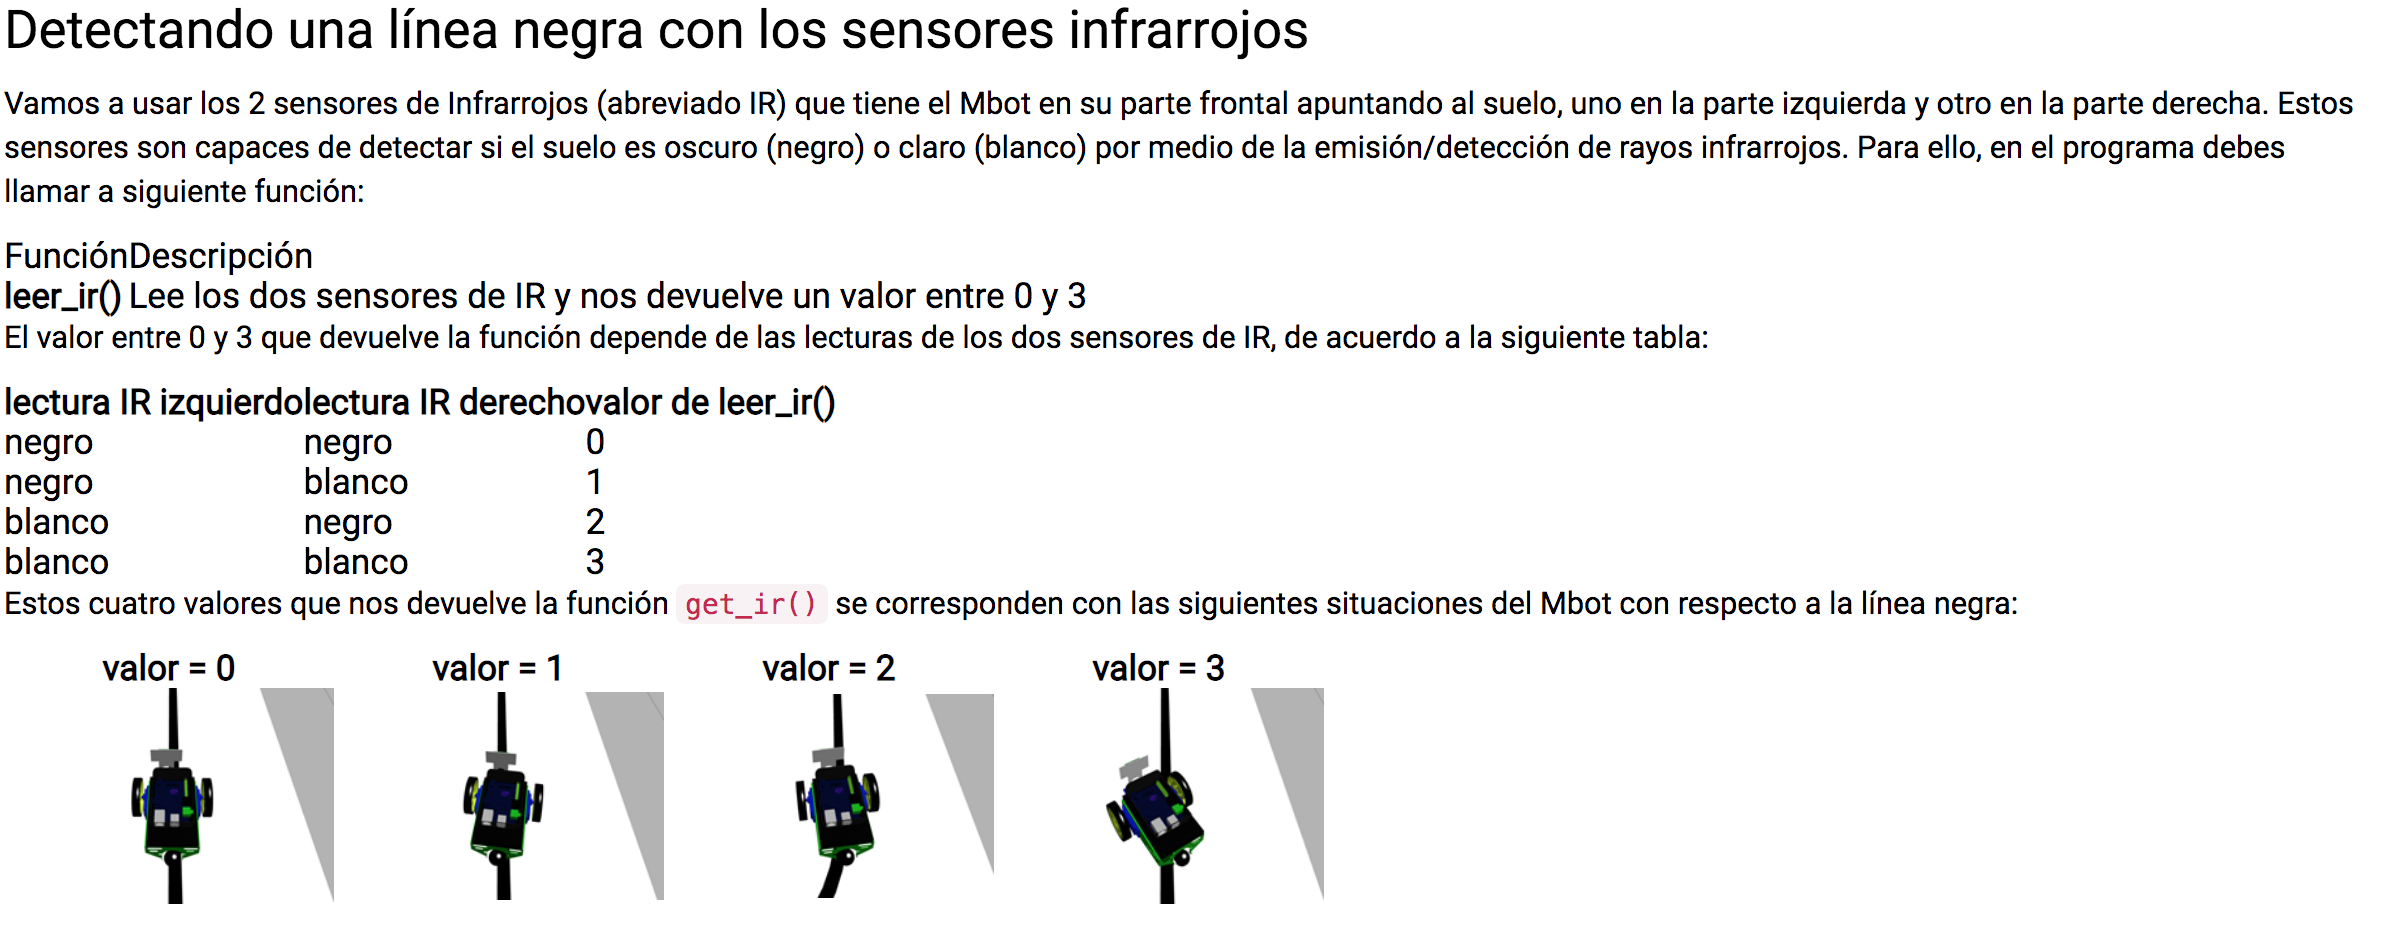 Detectando una línea negra con los sensores infrarrojos
Vamos a usar los 2 sensores de Infrarrojos (abreviado IR) que tiene el Mbot en su parte frontal apuntando al suelo, uno en la parte izquierda y otro en la parte derecha. Estos
sensores son capaces de detectar si el suelo es oscuro (negro) o claro (blanco) por medio de la emisión/detección de rayos infrarrojos. Para ello, en el programa debes
llamar a siguiente función:
FunciónDescripción
leer_ir() Lee los dos sensores de IR y nos devuelve un valor entre 0 y 3
El valor entre 0 y 3 que devuelve la función depende de las lecturas de los dos sensores de IR, de acuerdo a la siguiente tabla:
lectura IR izquierdolectura IR derechovalor de leer_ir()
negro negro 0
negro blanco 1
blanco negro 2
blanco blanco 3
Estos cuatro valores que nos devuelve la función get_ir() se corresponden con las siguientes situaciones del Mbot con respecto a la línea negra:
valor = 0 valor = 1 valor = 2 valor = 3